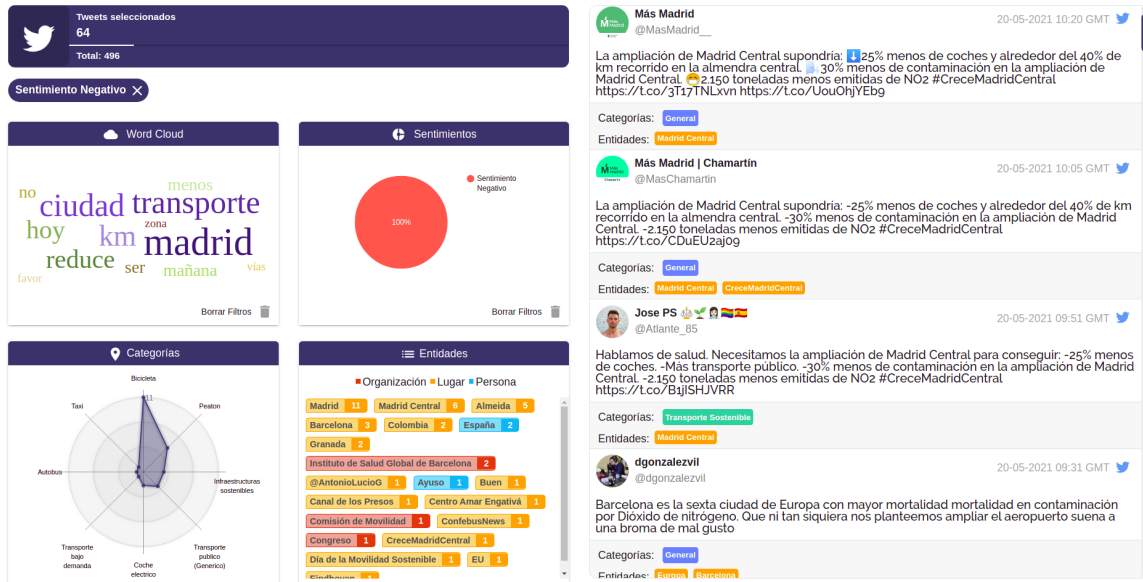 Tweets seleccionados
64
Total: 496
Sentimiento Negativo
Word Cloud
no
menos
ciudad
transporte
hoy
zona
km
madrid
reduce
ser
mañana
vías
favor
Borrar Filtros
Sentimientos
Sentimiento
Negativo
100%
Borrar Filtros
Categorías
Bicicleta
11
Taxi
Peaton
Autobus
Infraestructuras
sostenibles
Transporte
bajo
demanda
Coche
electrico
Transporte
publico
(Generico)
Entidades
Organización Lugar Persona
Madrid 11 Madrid Central 6 Almeida 5
Barcelona 3 Colombia 2 España 2
Granada 2
Instituto de Salud Global de Barcelona 2
@AntonioLucioG 1 Ayuso 1 Buen 1
Canal de los Presos 1 Centro Amar Engativá 1
Comisión de Movilidad 1 ConfebusNews 1
Congreso 1 CreceMadridCentral 1
Día de la Movilidad Sostenible 1 EU 1
Eindhoven 1
Más Madrid
@MasMadrid__
20-05-2021 10:20 GMT
La ampliación de Madrid Central supondría: ⬇️25% menos de coches y alrededor del 40% de
km recorrido en la almendra central. 🌬️30% menos de contaminación en la ampliación de
Madrid Central. 😷2.150 toneladas menos emitidas de NO2 #CreceMadridCentral
https://t.co/3T17TNLxvn https://t.co/UouOhjYEb9
Categorías: General
Entidades: Madrid Central
Más Madrid | Chamartín
@MasChamartin
20-05-2021 10:05 GMT
La ampliación de Madrid Central supondría: -25% menos de coches y alrededor del 40% de km
recorrido en la almendra central. -30% menos de contaminación en la ampliación de Madrid
Central. -2.150 toneladas menos emitidas de NO2 #CreceMadridCentral
https://t.co/CDuEU2aj09
Categorías: General
Entidades: Madrid Central CreceMadridCentral
Jose PS
@Atlante_85
20-05-2021 09:51 GMT
Hablamos de salud. Necesitamos la ampliación de Madrid Central para conseguir: -25% menos
de coches. -Más transporte público. -30% menos de contaminación en la ampliación de Madrid
Central. -2.150 toneladas menos emitidas de NO2 #CreceMadridCentral
https://t.co/B1jISHJVRR
Categorías: Transporte Sostenible
Entidades: Madrid Central
dgonzalezvil
@dgonzalezvil
20-05-2021 09:31 GMT
Barcelona es la sexta ciudad de Europa con mayor mortalidad mortalidad en contaminación
por Dióxido de nitrógeno. Que ni tan siquiera nos planteemos ampliar el aeropuerto suena a
una broma de mal gusto
Categorías: General
Entidades: Europa Barcelona